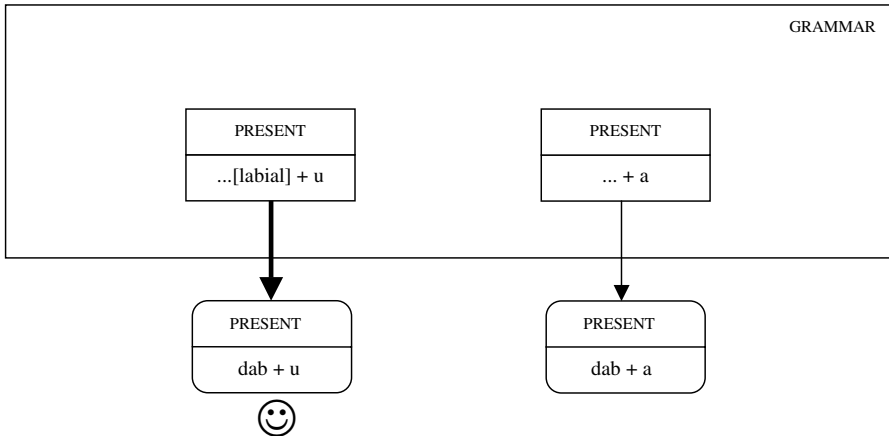 GRAMMAR
PRESENT
...[labial] + u
PRESENT
... + a
PRESENT
dab + u
PRESENT
dab + a